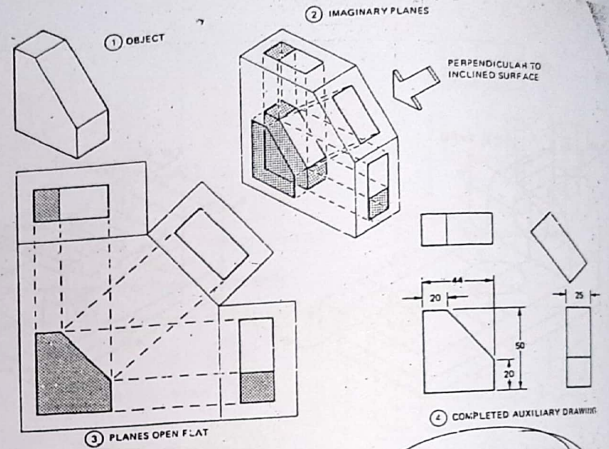 ② IMAGINARY PLANES
① OBJECT
PERPENDICULAR TO
INCLINED SURFACE
44
20
25
50
20
③ PLANES OPEN FLAT
④ COMPLETED AUXILIARY DRAWING